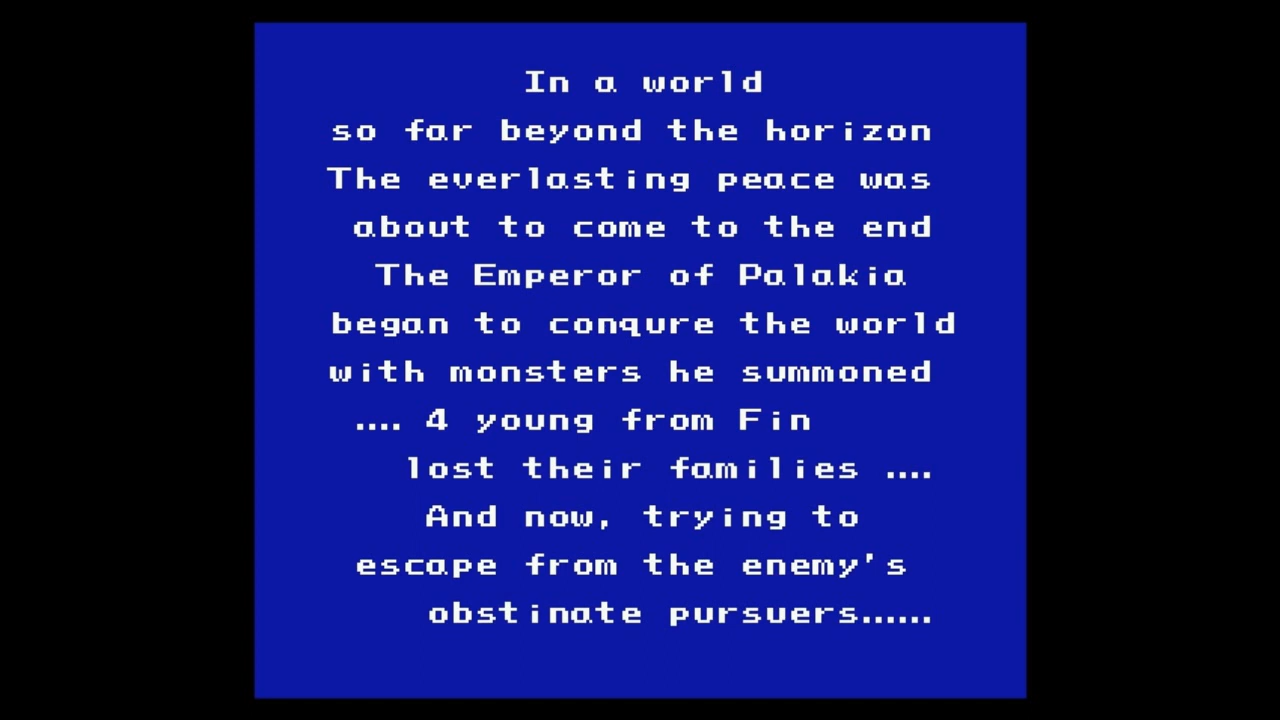 In a world
so far beyond the horizon
The everlasting peace was
about to come to the end
The Emperor of Palakia
began to conqure the world
with monsters he summoned
.... 4 young from Fin
lost their families ....
And now, trying to
escape from the enemy's
obstinate pursuers......